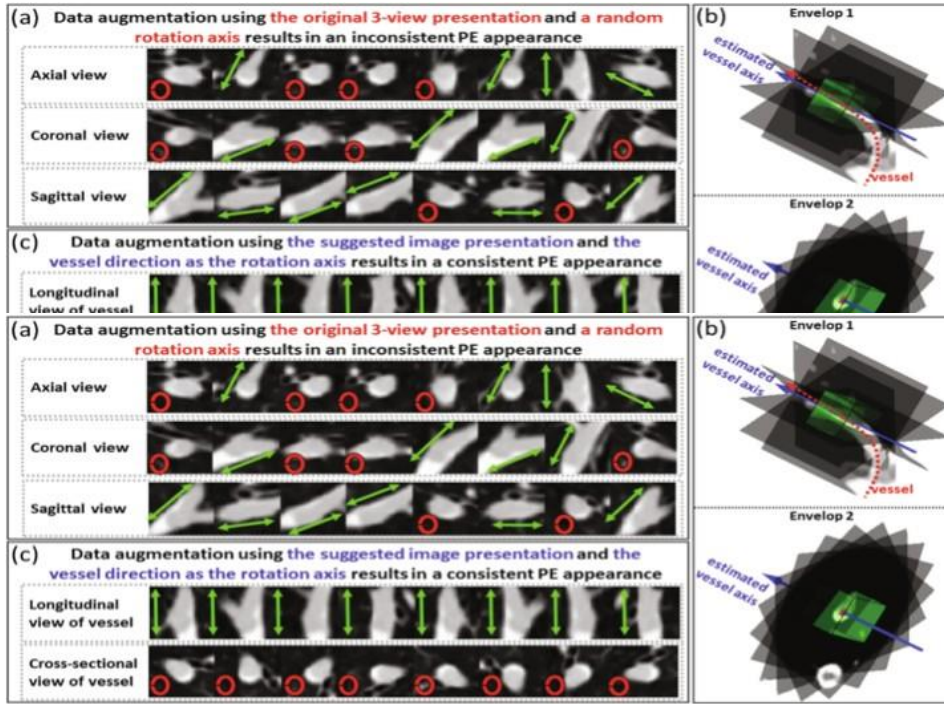 (a) Data augmentation using the original 3-view presentation and a random
rotation axis results in an inconsistent PE appearance
Axial view
Coronal view
Sagittal view
(b) Envelop 1
estimated
vessel axis
vessel
Envelop 2
estimated
vessel axis
(c) Data augmentation using the suggested image presentation and the
vessel direction as the rotation axis results in a consistent PE appearance
Longitudinal
view of vessel
(a) Data augmentation using the original 3-view presentation and a random
rotation axis results in an inconsistent PE appearance
Axial view
Coronal view
Sagittal view
(b) Envelop 1
estimated
vessel axis
vessel
Envelop 2
estimated
vessel axis
(c) Data augmentation using the suggested image presentation and the
vessel direction as the rotation axis results in a consistent PE appearance
Longitudinal
view of vessel
Cross-sectional
view of vessel